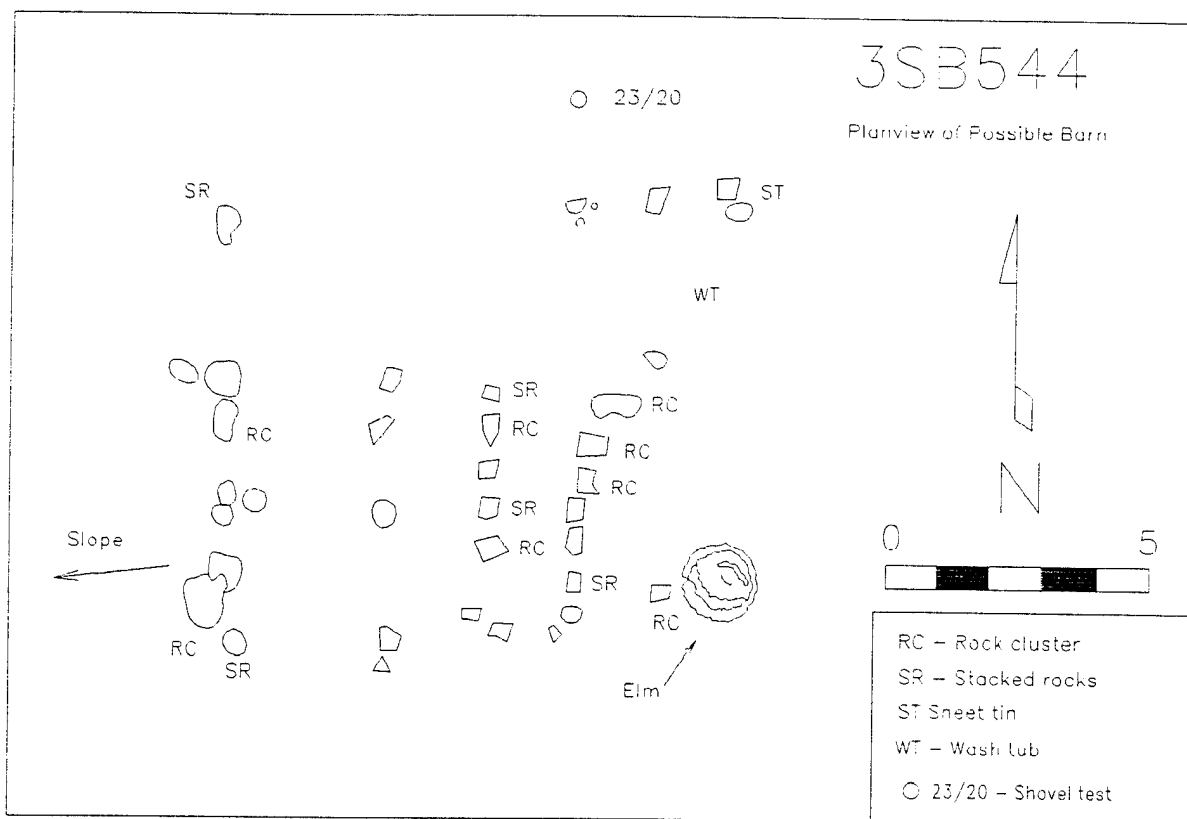 3SB544
Planview of Possible Barn
23/20
SR
ST
WT
SR
RC
RC
RC
RC
RC
SR
RC
Slope
SR
RC
RC
SR
Elm
N
0 5
RC – Rock cluster
SR – Stacked rocks
ST Sheet tin
WT – Wash tub
23/20 – Shovel test